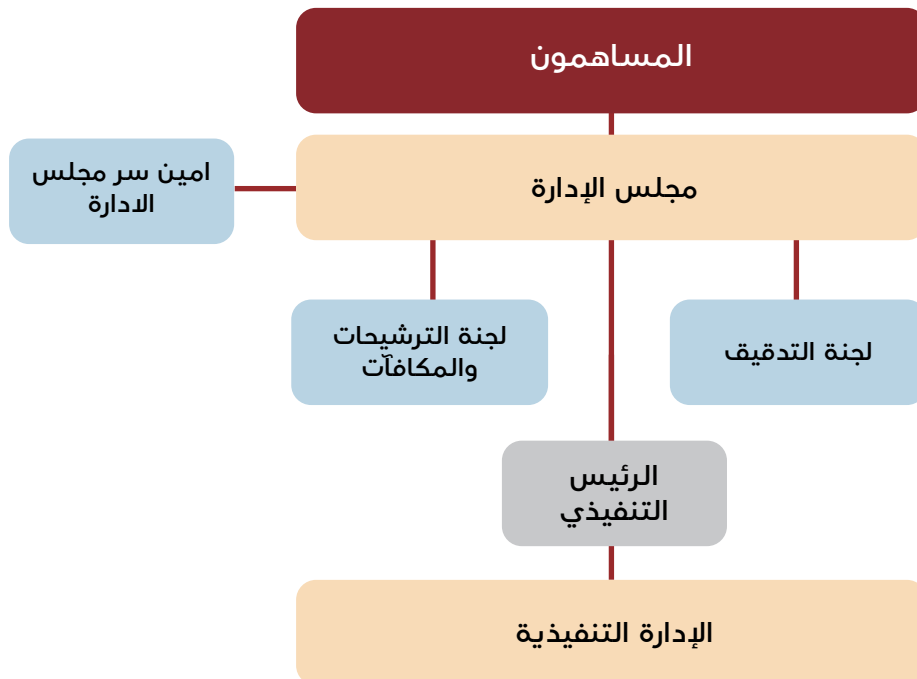 المساهمون
مجلس الإدارة
امين سر مجلس
الادارة
لجنة التدقيق
لجنة الترشيحات
والمكافآت
الرئيس
التنفيذي
الإدارة التنفيذية